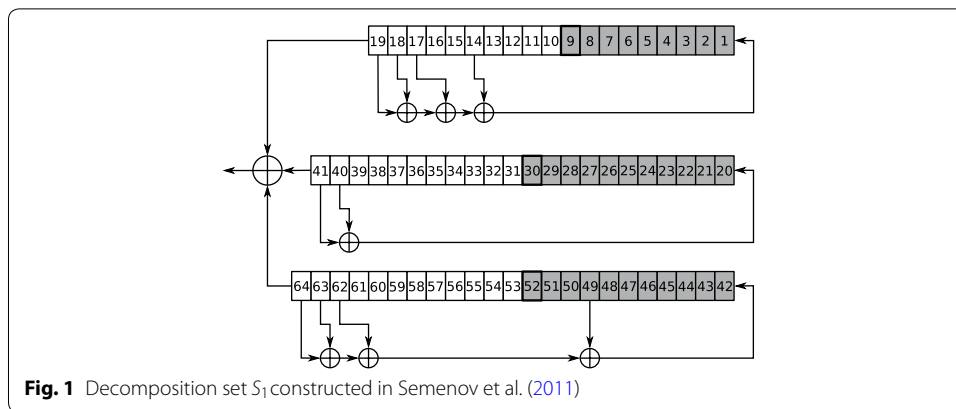 19 18 17 16 15 14 13 12 11 10 9 8 7 6 5 4 3 2 1
41 40 39 38 37 36 35 34 33 32 31 30 29 28 27 26 25 24 23 22 21 20
64 63 62 61 60 59 58 57 56 55 54 53 52 51 50 49 48 47 46 45 44 43 42
Fig. 1 Decomposition set S₁ constructed in Semenov et al. (2011)